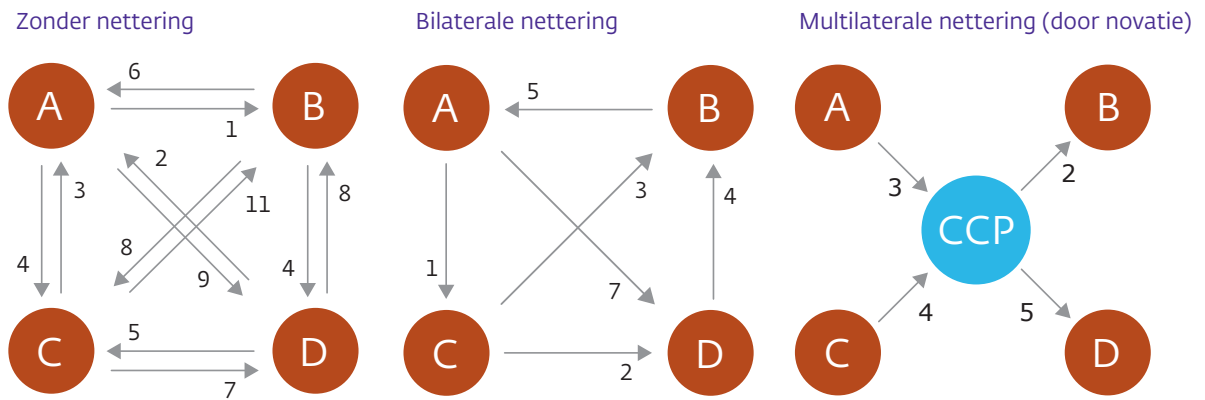 Zonder nettering
A
B
6
1
3
2
11
8
4
8
9
4
C
D
5
7
Bilaterale nettering
A
B
5
3
4
1
7
C
D
2
Multilaterale nettering (door novatie)
A
B
3
2
CCP
4
5
C
D